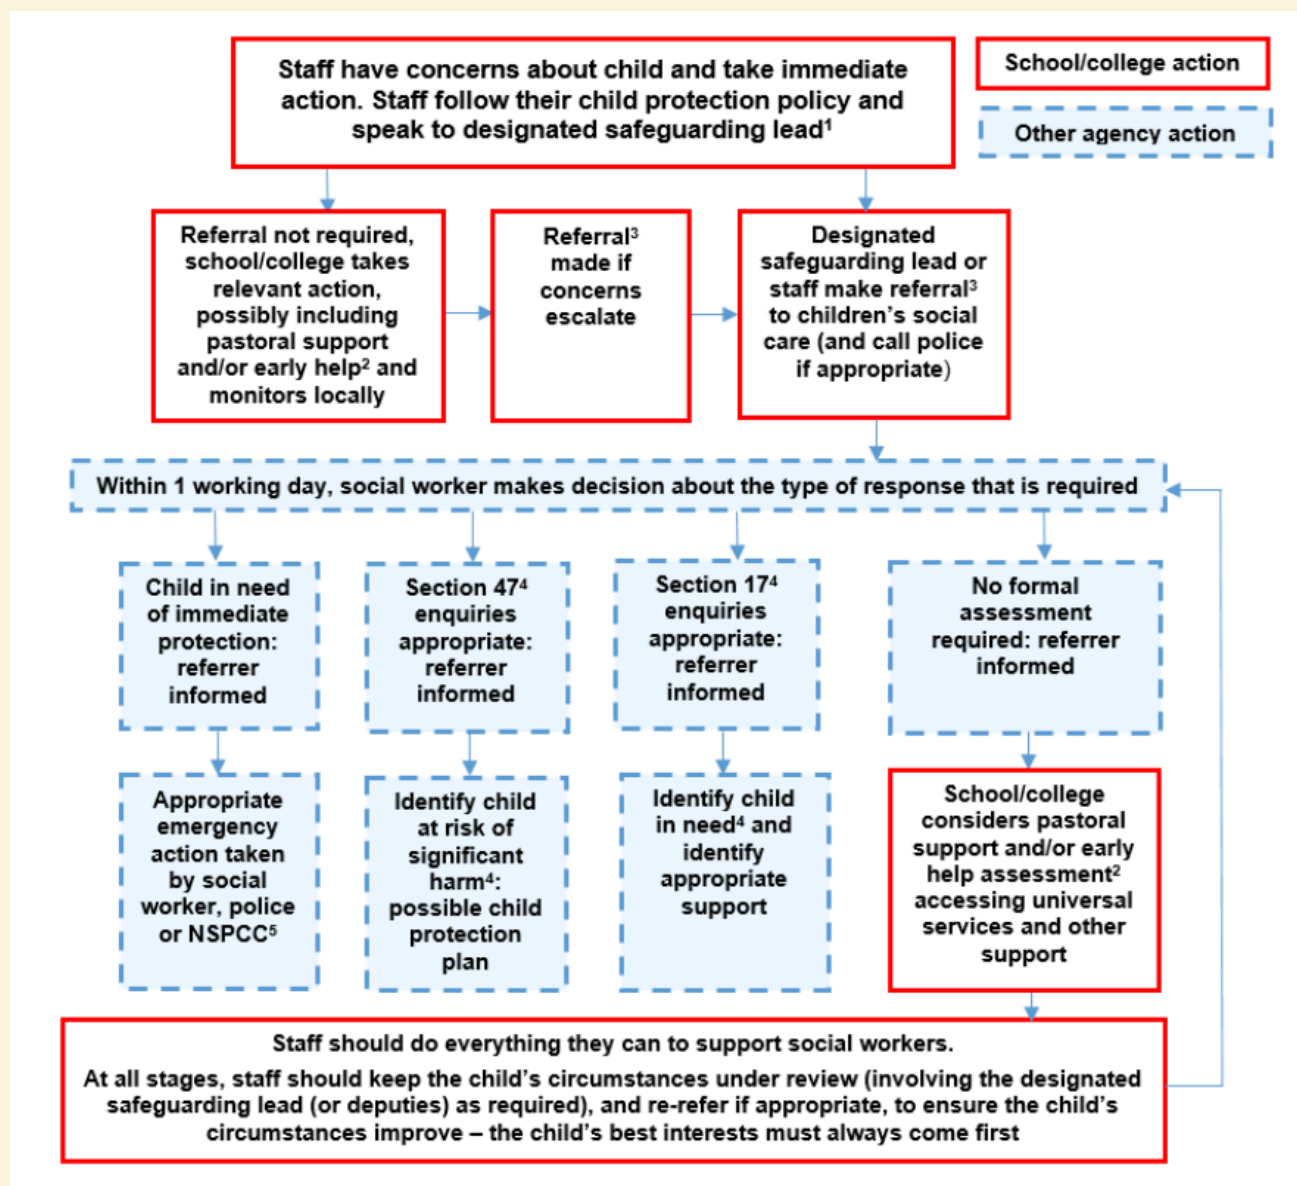 Staff have concerns about child and take immediate
action. Staff follow their child protection policy and
speak to designated safeguarding lead¹
School/college action
Other agency action
Referral not required,
school/college takes
relevant action,
possibly including
pastoral support
and/or early help² and
monitors locally
Referral³
made if
concerns
escalate
Designated
safeguarding lead or
staff make referral³
to children’s social
care (and call police
if appropriate)
Within 1 working day, social worker makes decision about the type of response that is required
Child in need
of immediate
protection:
referrer
informed
Section 47⁴
enquiries
appropriate:
referrer
informed
Section 17⁴
enquiries
appropriate:
referrer
informed
No formal
assessment
required: referrer
informed
Appropriate
emergency
action taken
by social
worker, police
or NSPCC⁵
Identify child
at risk of
significant
harm⁴:
possible child
protection
plan
Identify child
in need⁴ and
identify
appropriate
support
School/college
considers pastoral
support and/or early
help assessment²
accessing universal
services and other
support
Staff should do everything they can to support social workers.
At all stages, staff should keep the child’s circumstances under review (involving the designated
safeguarding lead (or deputies) as required), and re-refer if appropriate, to ensure the child’s
circumstances improve – the child’s best interests must always come first